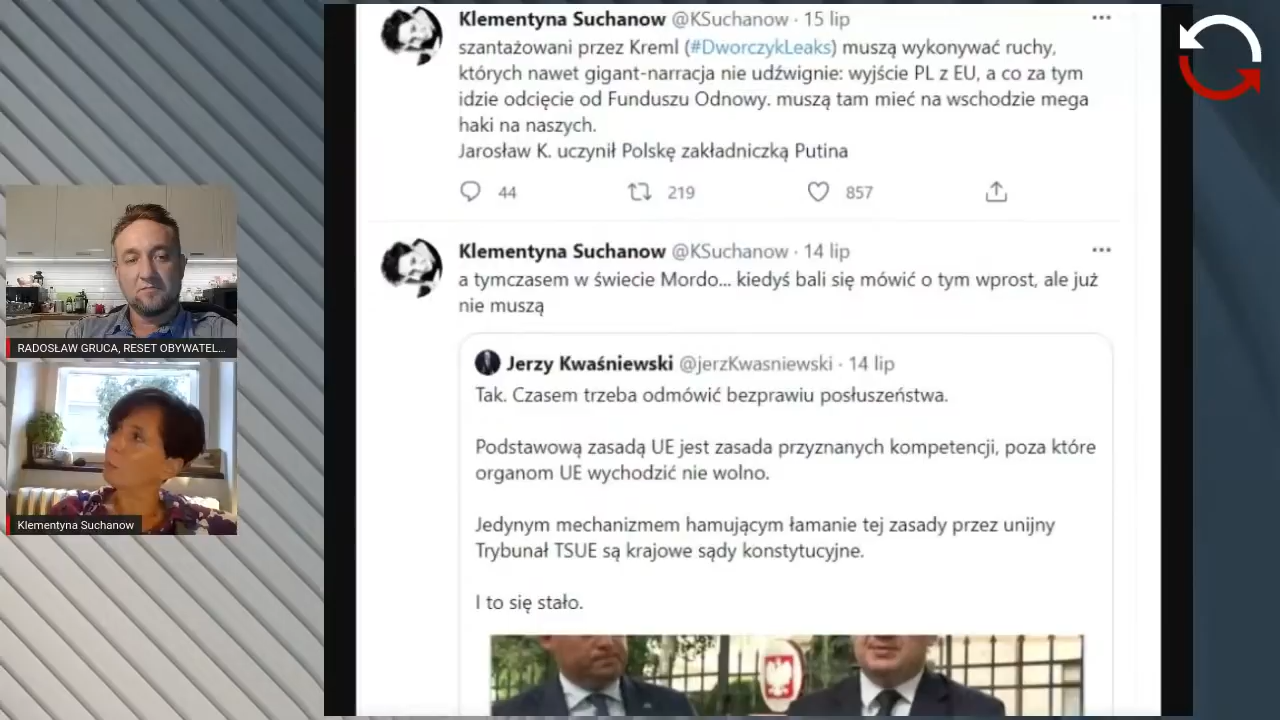 Klementyna Suchanow @KSuchanow · 15 lip
szantażowani przez Kreml (#DworczykLeaks) muszą wykonywać ruchy,
których nawet gigant-narracja nie udźwignie: wyjście PL z EU, a co za tym
idzie odcięcie od Funduszu Odnowy. muszą tam mieć na wschodzie mega
haki na naszych.
Jarosław K. uczynił Polskę zakładniczką Putina
44 219 857
Klementyna Suchanow @KSuchanow · 14 lip
a tymczasem w świecie Mordo... kiedyś bali się mówić o tym wprost, ale już
nie muszą
Jerzy Kwaśniewski @jerzKwasniewski · 14 lip
Tak. Czasem trzeba odmówić bezprawiu posłuszeństwa.
Podstawową zasadą UE jest zasada przyznanych kompetencji, poza które
organom UE wychodzić nie wolno.
Jedynym mechanizmem hamującym łamanie tej zasady przez unijny
Trybunał TSUE są krajowe sądy konstytucyjne.
I to się stało.
RADOSŁAW GRUCA, RESET OBYWATEL...
Klementyna Suchanow